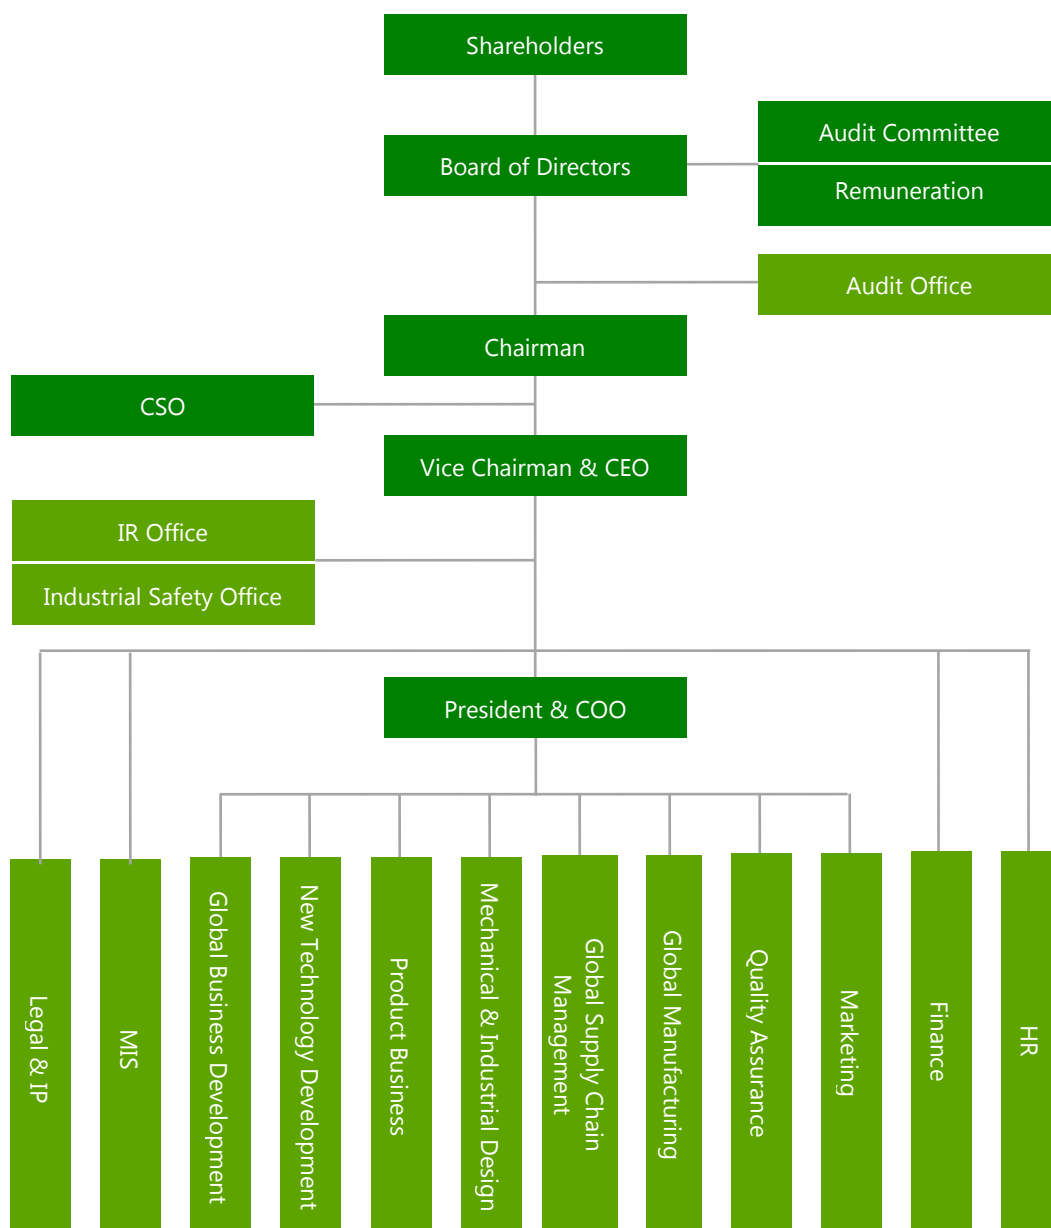 Shareholders
Audit Committee
Board of Directors
Remuneration
Audit Office
Chairman
CSO
Vice Chairman & CEO
IR Office
Industrial Safety Office
President & COO
Legal & IP
MIS
Global Business Development
New Technology Development
Product Business
Mechanical & Industrial Design
Global Supply Chain
Management
Global Manufacturing
Quality Assurance
Marketing
Finance
HR